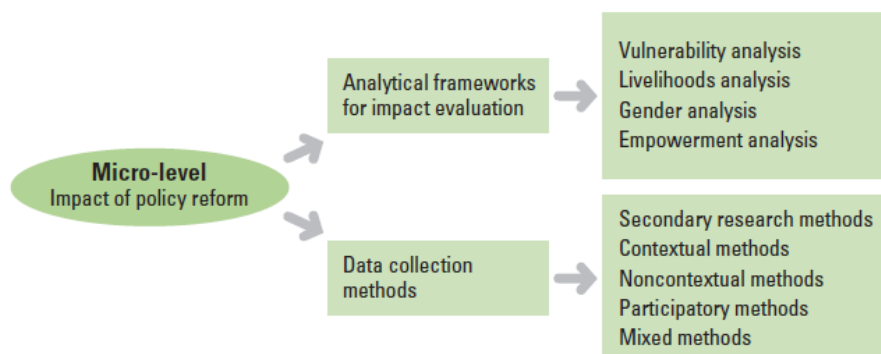 Micro-level
Impact of policy reform
Analytical frameworks
for impact evaluation
Vulnerability analysis
Livelihoods analysis
Gender analysis
Empowerment analysis
Data collection
methods
Secondary research methods
Contextual methods
Noncontextual methods
Participatory methods
Mixed methods